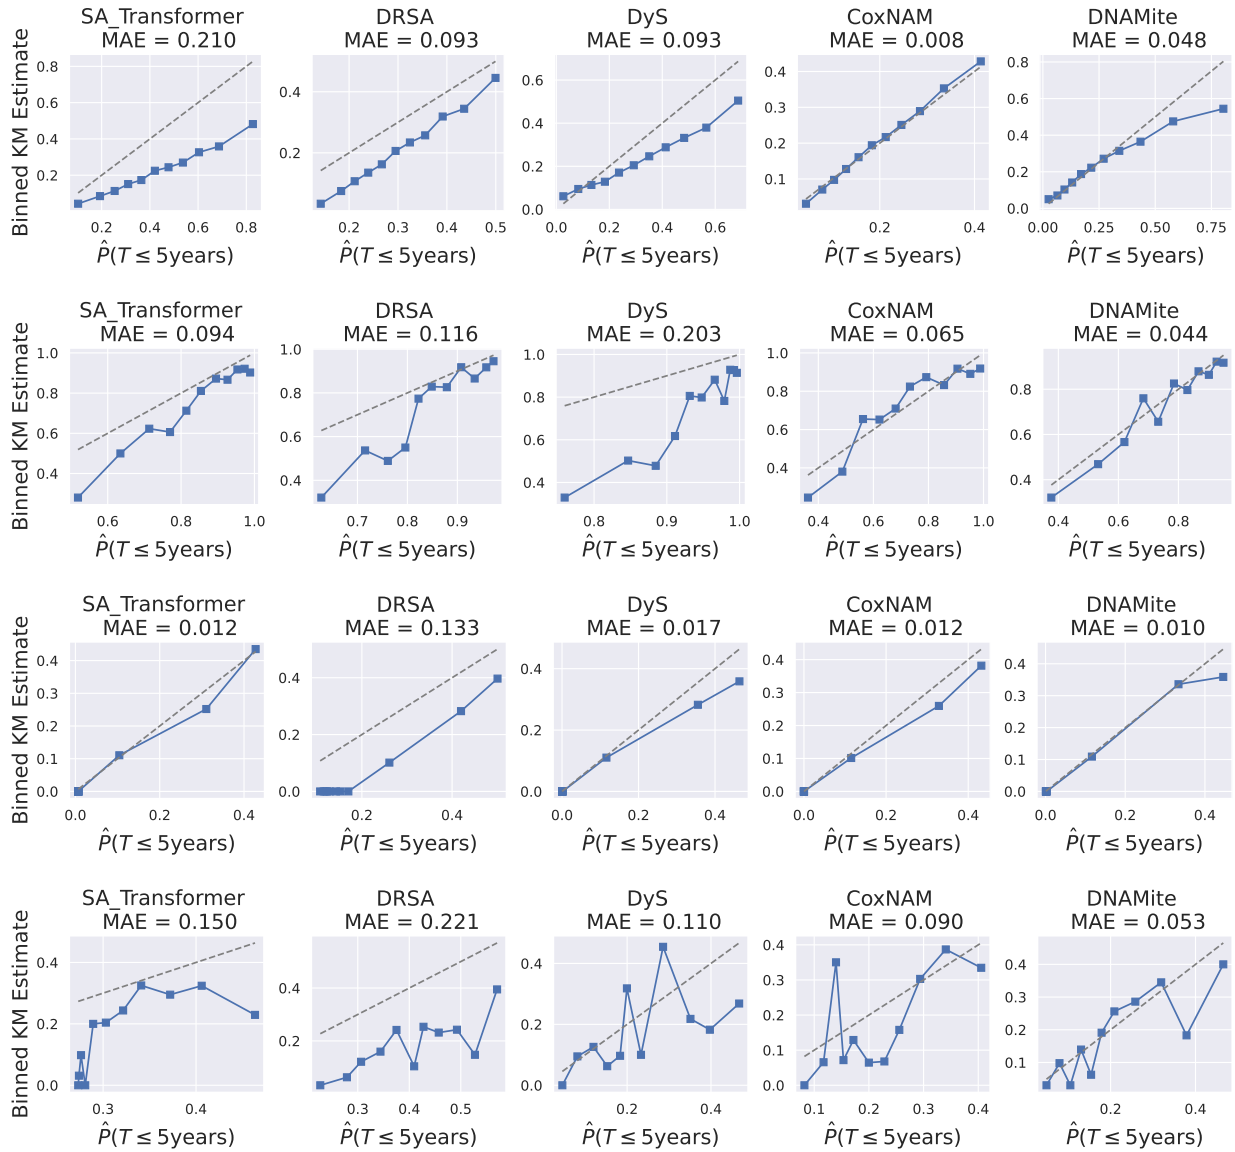 SA_Transformer
MAE = 0.210
DRSA
MAE = 0.093
DyS
MAE = 0.093
CoxNAM
MAE = 0.008
DNAMite
MAE = 0.048
Binned KM Estimate
0.8
0.6
0.4
0.2
0.2 0.4 0.6 0.8
P̂(T ≤ 5years)
0.4
0.2
0.2 0.3 0.4 0.5
P̂(T ≤ 5years)
0.6
0.4
0.2
0.0
0.0 0.2 0.4 0.6
P̂(T ≤ 5years)
0.4
0.3
0.2
0.1
0.2 0.4
P̂(T ≤ 5years)
0.8
0.6
0.4
0.2
0.0
0.00 0.25 0.50 0.75
P̂(T ≤ 5years)
SA_Transformer
MAE = 0.094
DRSA
MAE = 0.116
DyS
MAE = 0.203
CoxNAM
MAE = 0.065
DNAMite
MAE = 0.044
Binned KM Estimate
1.0
0.8
0.6
0.4
0.6 0.8 1.0
P̂(T ≤ 5years)
1.0
0.8
0.6
0.4
0.7 0.8 0.9
P̂(T ≤ 5years)
1.0
0.8
0.6
0.4
0.8 0.9 1.0
P̂(T ≤ 5years)
1.0
0.8
0.6
0.4
0.4 0.5 0.6 0.7 0.8 0.9 1.0
P̂(T ≤ 5years)
0.8
0.6
0.4
0.4 0.6 0.8
P̂(T ≤ 5years)
SA_Transformer
MAE = 0.012
DRSA
MAE = 0.133
DyS
MAE = 0.017
CoxNAM
MAE = 0.012
DNAMite
MAE = 0.010
Binned KM Estimate
0.4
0.3
0.2
0.1
0.0
0.0 0.2 0.4
P̂(T ≤ 5years)
0.4
0.2
0.0
0.2 0.4
P̂(T ≤ 5years)
0.4
0.2
0.0
0.0 0.2 0.4
P̂(T ≤ 5years)
0.4
0.3
0.2
0.1
0.0
0.0 0.2 0.4
P̂(T ≤ 5years)
0.4
0.3
0.2
0.1
0.0
0.0 0.2 0.4
P̂(T ≤ 5years)
SA_Transformer
MAE = 0.150
DRSA
MAE = 0.221
DyS
MAE = 0.110
CoxNAM
MAE = 0.090
DNAMite
MAE = 0.053
Binned KM Estimate
0.4
0.2
0.0
0.3 0.4
P̂(T ≤ 5years)
0.4
0.2
0.3 0.4 0.5
P̂(T ≤ 5years)
0.4
0.2
0.0
0.2 0.4
P̂(T ≤ 5years)
0.4
0.3
0.2
0.1
0.0
0.1 0.2 0.3 0.4
P̂(T ≤ 5years)
0.4
0.3
0.2
0.1
0.2 0.4
P̂(T ≤ 5years)